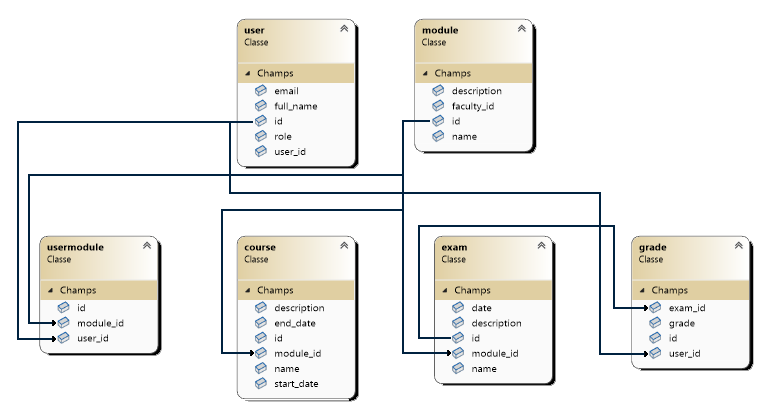 user
Classe
Champs
email
full_name
id
role
user_id
module
Classe
Champs
description
faculty_id
id
name
usermodule
Classe
Champs
id
module_id
user_id
course
Classe
Champs
description
end_date
id
module_id
name
start_date
exam
Classe
Champs
date
description
id
module_id
name
grade
Classe
Champs
exam_id
grade
id
user_id